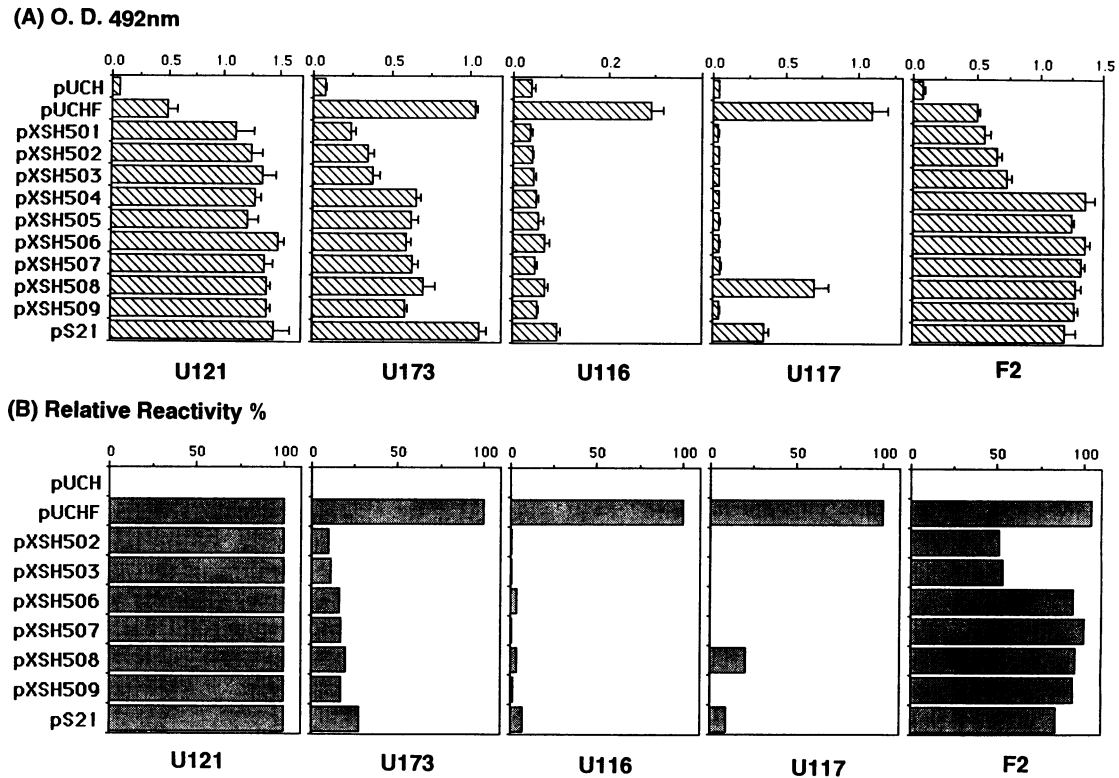 (A) O. D. 492nm
0.0 0.5 1.0 1.5 0.0 0.5 1.0 0.0 0.2 0.0 0.5 1.0 0.0 0.5 1.0 1.5
pUCH
pUCHF
pXSH501
pXSH502
pXSH503
pXSH504
pXSH505
pXSH506
pXSH507
pXSH508
pXSH509
pS21
U121 U173 U116 U117 F2
(B) Relative Reactivity %
0 50 100 0 50 100 0 50 100 0 50 100 0 50 100
pUCH
pUCHF
pXSH502
pXSH503
pXSH506
pXSH507
pXSH508
pXSH509
pS21
U121 U173 U116 U117 F2